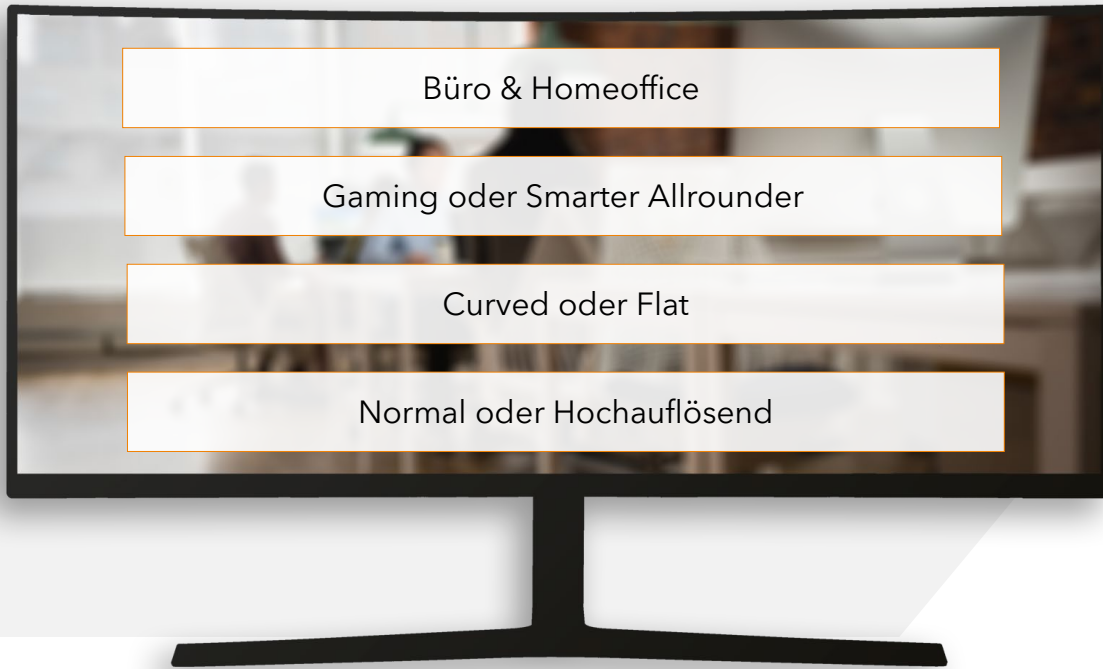 Büro & Homeoffice
Gaming oder Smarter Allrounder
Curved oder Flat
Normal oder Hochauflösend